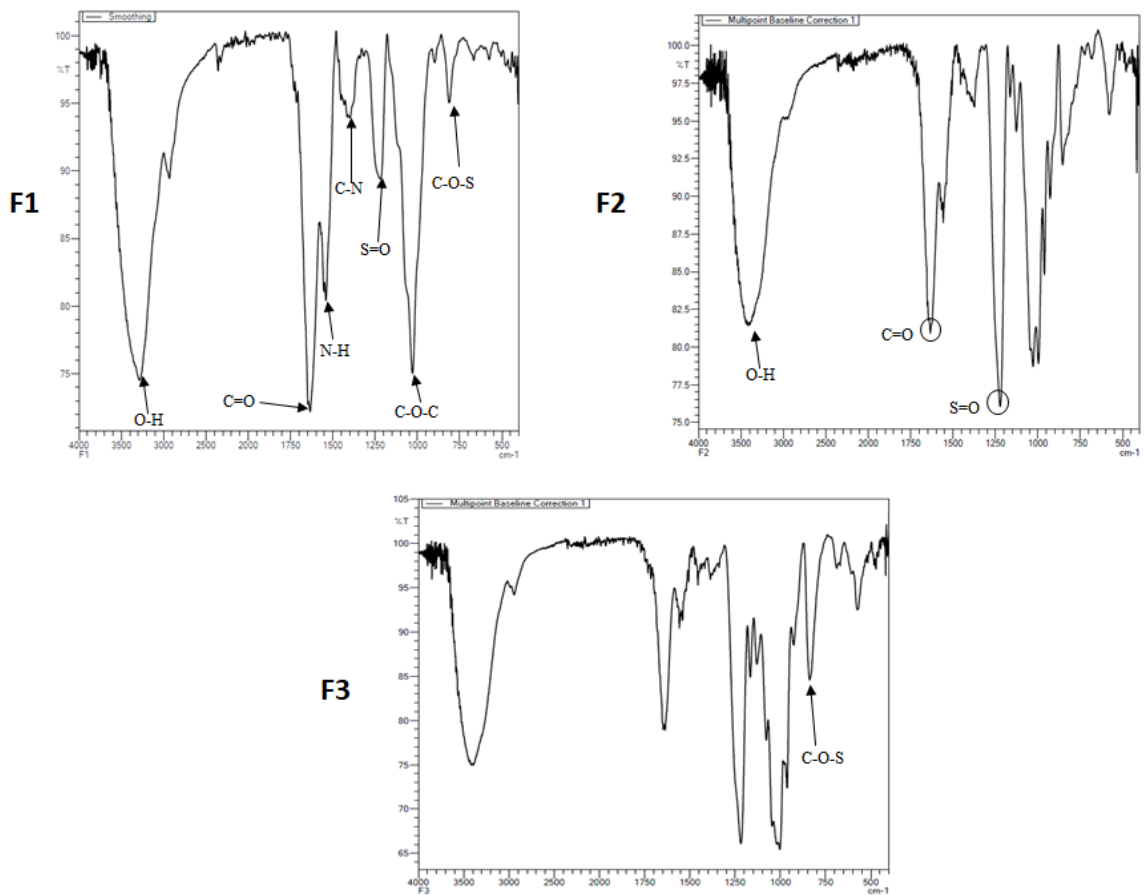 Smoothing
100
%T
95
90
85
80
75
F1
C-N
C-O-S
S=O
N-H
C=O
O-H
C-O-C
4000 3500 3000 2500 2000 1750 1500 1250 1000 750 500
F1 cm-1
Multipoint Baseline Correction 1
100.0
%T
97.5
95.0
92.5
90.0
87.5
85.0
82.5
80.0
77.5
75.0
F2
C=O
O-H
S=O
4000 3500 3000 2500 2000 1750 1500 1250 1000 750 500
F2 cm-1
Multipoint Baseline Correction 1
105
%T
100
95
90
85
80
75
70
65
F3
C-O-S
4000 3500 3000 2500 2000 1750 1500 1250 1000 750 500
F3 cm-1